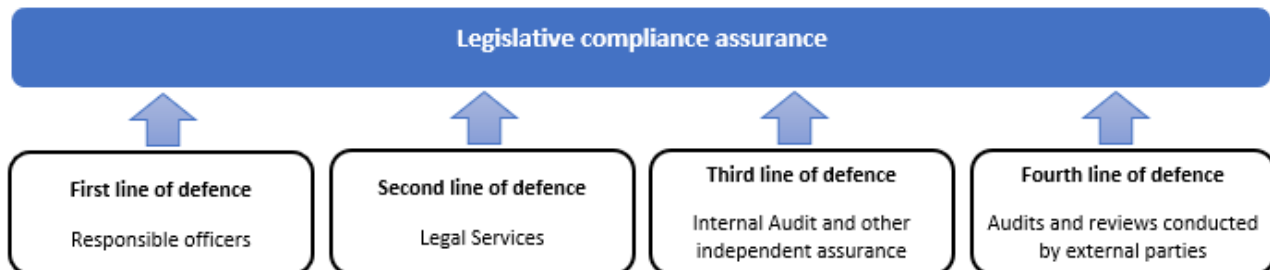 Legislative compliance assurance
First line of defence
Responsible officers
Second line of defence
Legal Services
Third line of defence
Internal Audit and other
independent assurance
Fourth line of defence
Audits and reviews conducted
by external parties